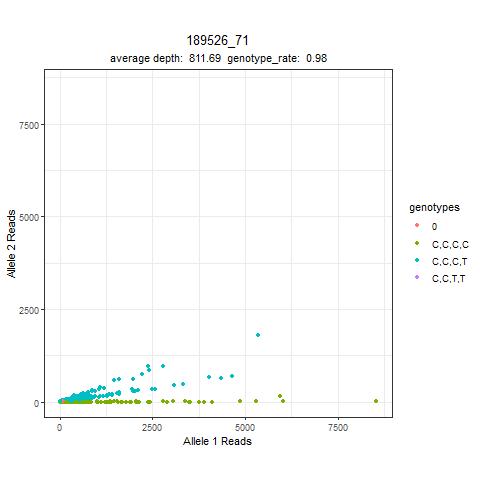 189526_71
average depth:  811.69  genotype_rate:  0.98
Allele 2 Reads
7500
5000
2500
0
0
2500
5000
7500
Allele 1 Reads
genotypes
0
C,C,C,C
C,C,C,T
C,C,T,T